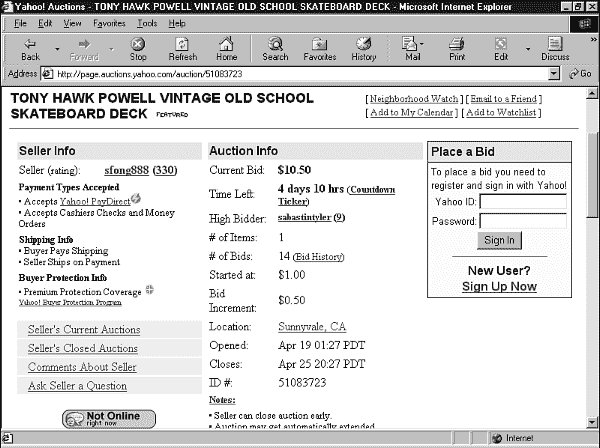 Yahoo! Auctions - TONY HAWK POWELL VINTAGE OLD SCHOOL SKATEBOARD DECK - Microsoft Internet Explorer
File Edit View Favorites Tools Help
Back Forward Stop Refresh Home Search Favorites History Mail Print Edit Discuss
Address http://page.auctions.yahoo.com/auction/51083723 Go
TONY HAWK POWELL VINTAGE OLD SCHOOL
SKATEBOARD DECK FEATURED
[ Neighborhood Watch ] [ Email to a Friend ]
[ Add to My Calendar ] [ Add to Watchlist ]
Seller Info
Seller (rating): sfong888 (330)
Payment Types Accepted
• Accepts Yahoo! PayDirect
• Accepts Cashiers Checks and Money
Orders
Shipping Info
• Buyer Pays Shipping
• Seller Ships on Payment
Buyer Protection Info
• Premium Protection Coverage
Yahoo! Buyer Protection Program
Seller's Current Auctions
Seller's Closed Auctions
Comments About Seller
Ask Seller a Question
Not Online
right now
Auction Info
Current Bid: $10.50
Time Left: 4 days 10 hrs (Countdown
Ticker)
High Bidder: sabastintyler (9)
# of Items: 1
# of Bids: 14 (Bid History)
Started at: $1.00
Bid
Increment: $0.50
Location: Sunnyvale, CA
Opened: Apr 19 01:27 PDT
Closes: Apr 25 20:27 PDT
ID #: 51083723
Notes:
• Seller can close auction early.
• Auction may get automatically extended
Place a Bid
To place a bid you need to
register and sign in with Yahoo!
Yahoo ID:
Password:
Sign In
New User?
Sign Up Now
Internet